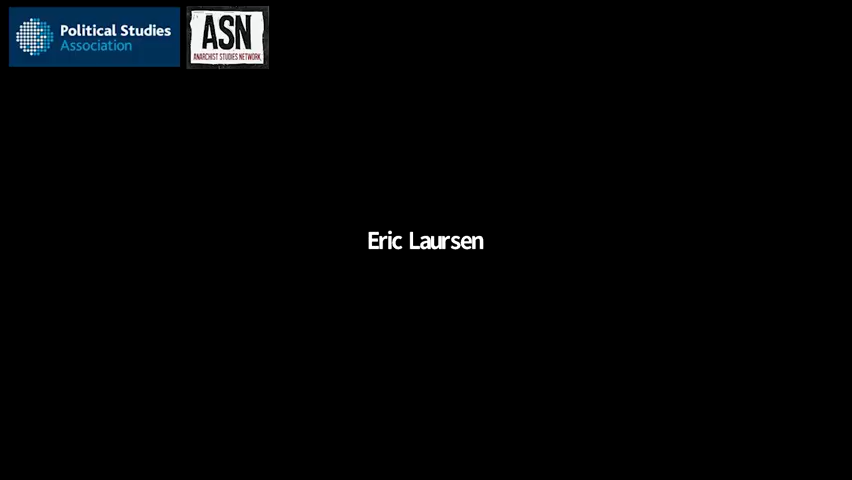 Political Studies
Association
ASN
ANARCHIST STUDIES NETWORK
Eric Laursen